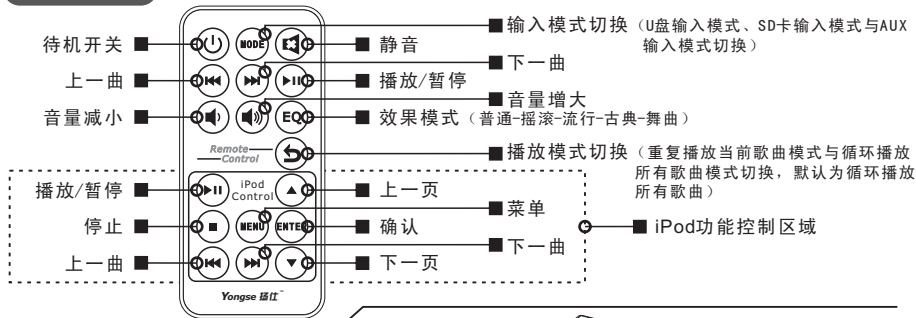 输入模式切换（U盘输入模式、SD卡输入模式与AUX
输入模式切换）
待机开关
MODE
静音
下一曲
上一曲
播放/暂停
音量增大
音量减小
EQ
效果模式（普通-摇滚-流行-古典-舞曲）
Remote
Control
播放模式切换（重复播放当前歌曲模式与循环播放
所有歌曲模式切换，默认为循环播放
所有歌曲）
播放/暂停
iPod
Control
上一页
菜单
停止
MENU
ENTER
确认
iPod功能控制区域
下一曲
上一曲
下一页
Yongse 扬仕